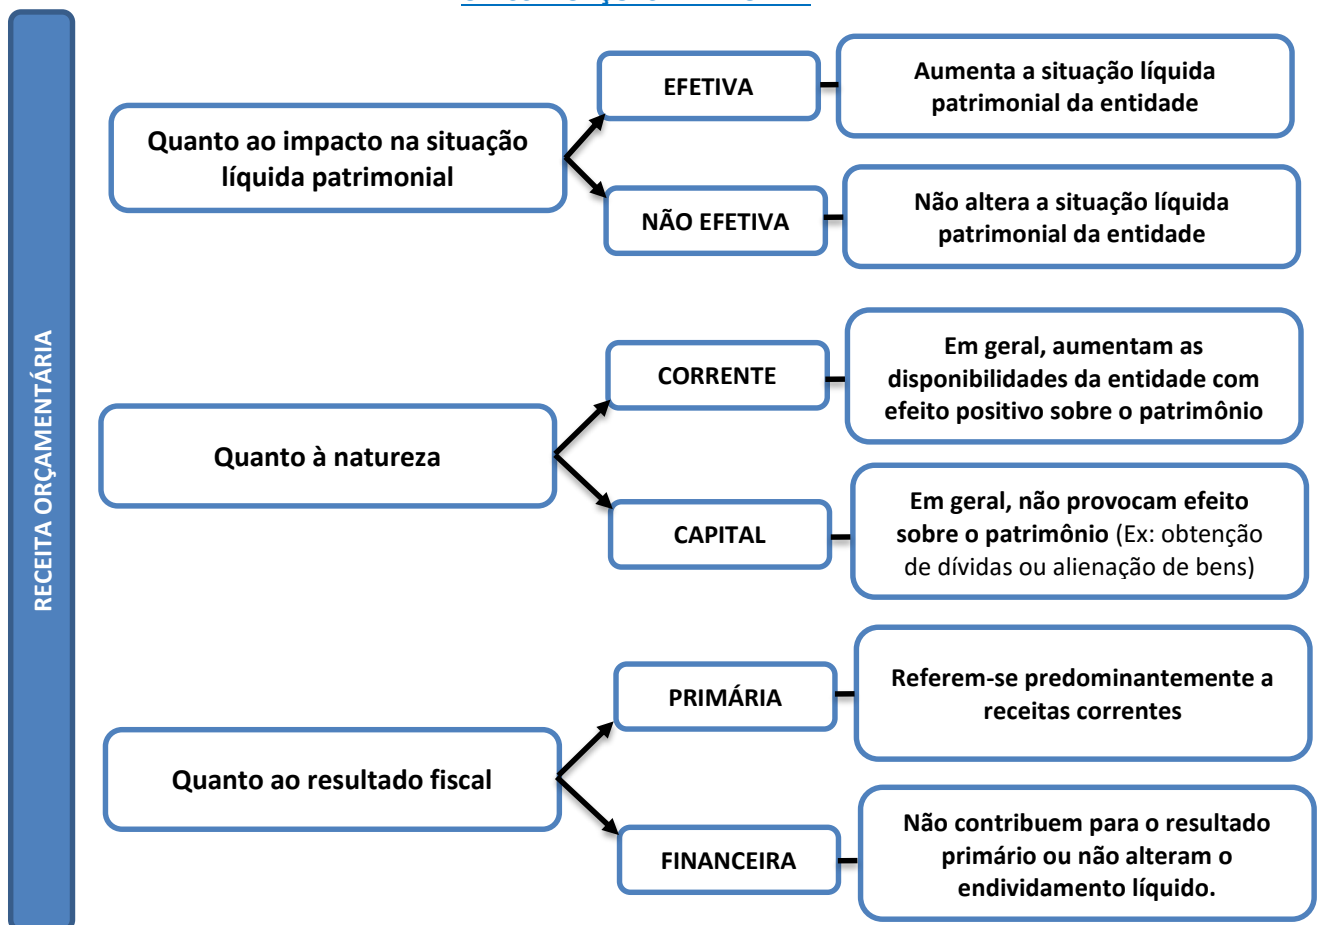 RECEITA ORÇAMENTÁRIA
Quanto ao impacto na situação
líquida patrimonial
EFETIVA
Aumenta a situação líquida
patrimonial da entidade
NÃO EFETIVA
Não altera a situação líquida
patrimonial da entidade
Quanto à natureza
CORRENTE
Em geral, aumentam as
disponibilidades da entidade com
efeito positivo sobre o patrimônio
CAPITAL
Em geral, não provocam efeito
sobre o patrimônio (Ex: obtenção
de dívidas ou alienação de bens)
Quanto ao resultado fiscal
PRIMÁRIA
Referem-se predominantemente a
receitas correntes
FINANCEIRA
Não contribuem para o resultado
primário ou não alteram o
endividamento líquido.